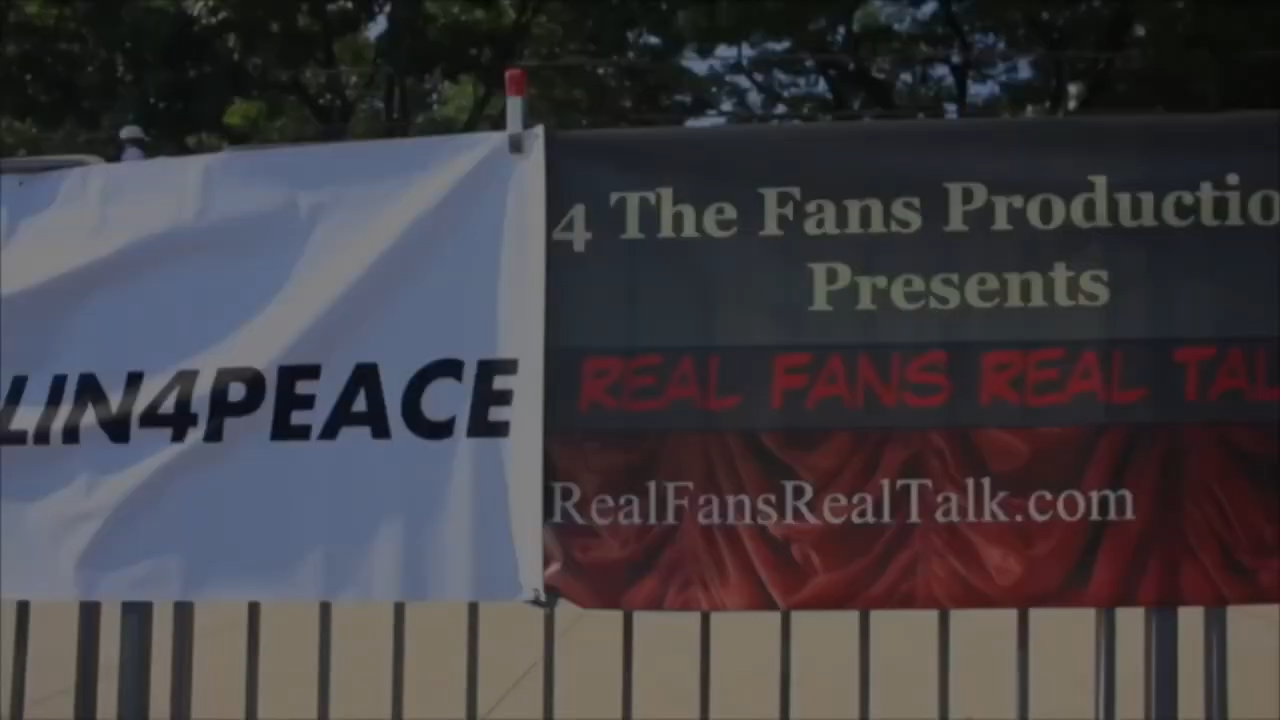 LIN4PEACE
4 The Fans Productio
Presents
REAL FANS REAL TAL
RealFansRealTalk.com